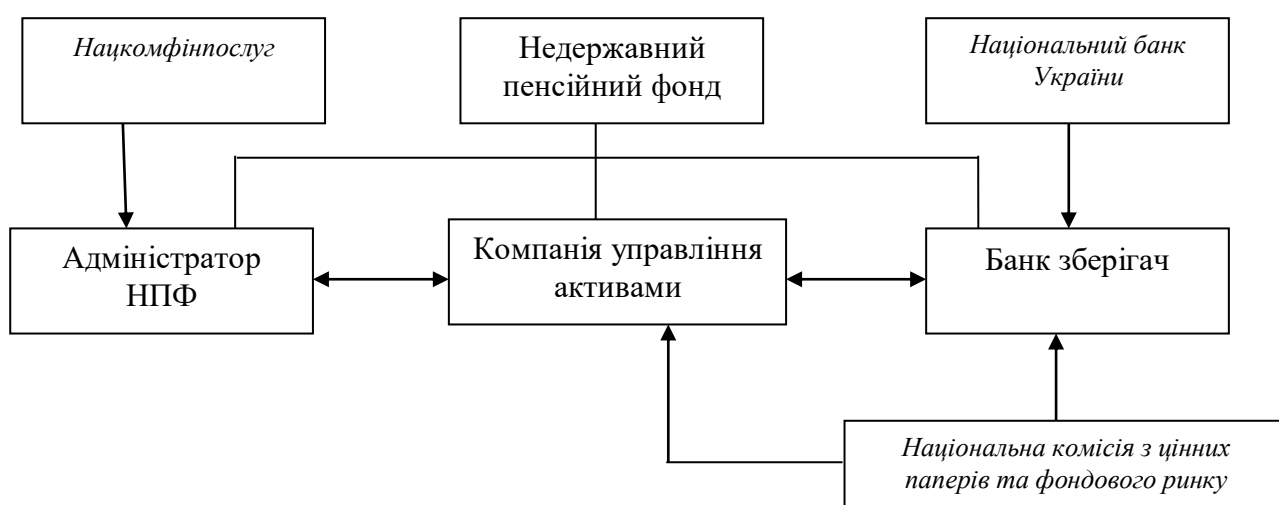 Нацкомфінпослуг
Недержавний
пенсійний фонд
Національний банк
України
Адміністратор
НПФ
Компанія управління
активами
Банк зберігач
Національна комісія з цінних
паперів та фондового ринку